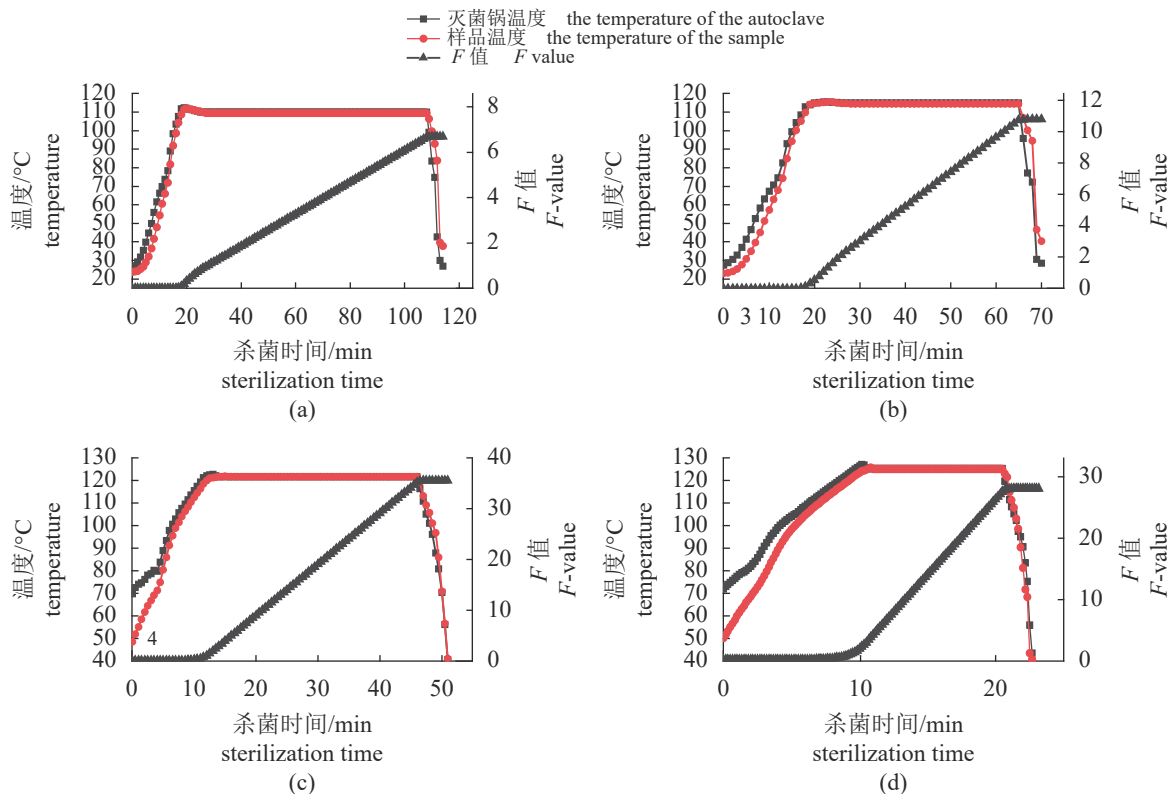 灭菌锅温度 the temperature of the autoclave
样品温度 the temperature of the sample
F 值 F value
120
110
100
90
80
70
60
50
40
30
20
温度/°C
temperature
8
6
4
2
0
F 值
F-value
0 20 40 60 80 100 120
杀菌时间/min
sterilization time
(a)
120
110
100
90
80
70
60
50
40
30
20
温度/°C
temperature
12
10
8
6
4
2
0
F 值
F-value
0 3 10 20 30 40 50 60 70
杀菌时间/min
sterilization time
(b)
130
120
110
100
90
80
70
60
50
40
温度/°C
temperature
4
40
30
20
10
0
F 值
F-value
0 10 20 30 40 50
杀菌时间/min
sterilization time
(c)
130
120
110
100
90
80
70
60
50
40
温度/°C
temperature
30
20
10
0
F 值
F-value
0 10 20
杀菌时间/min
sterilization time
(d)